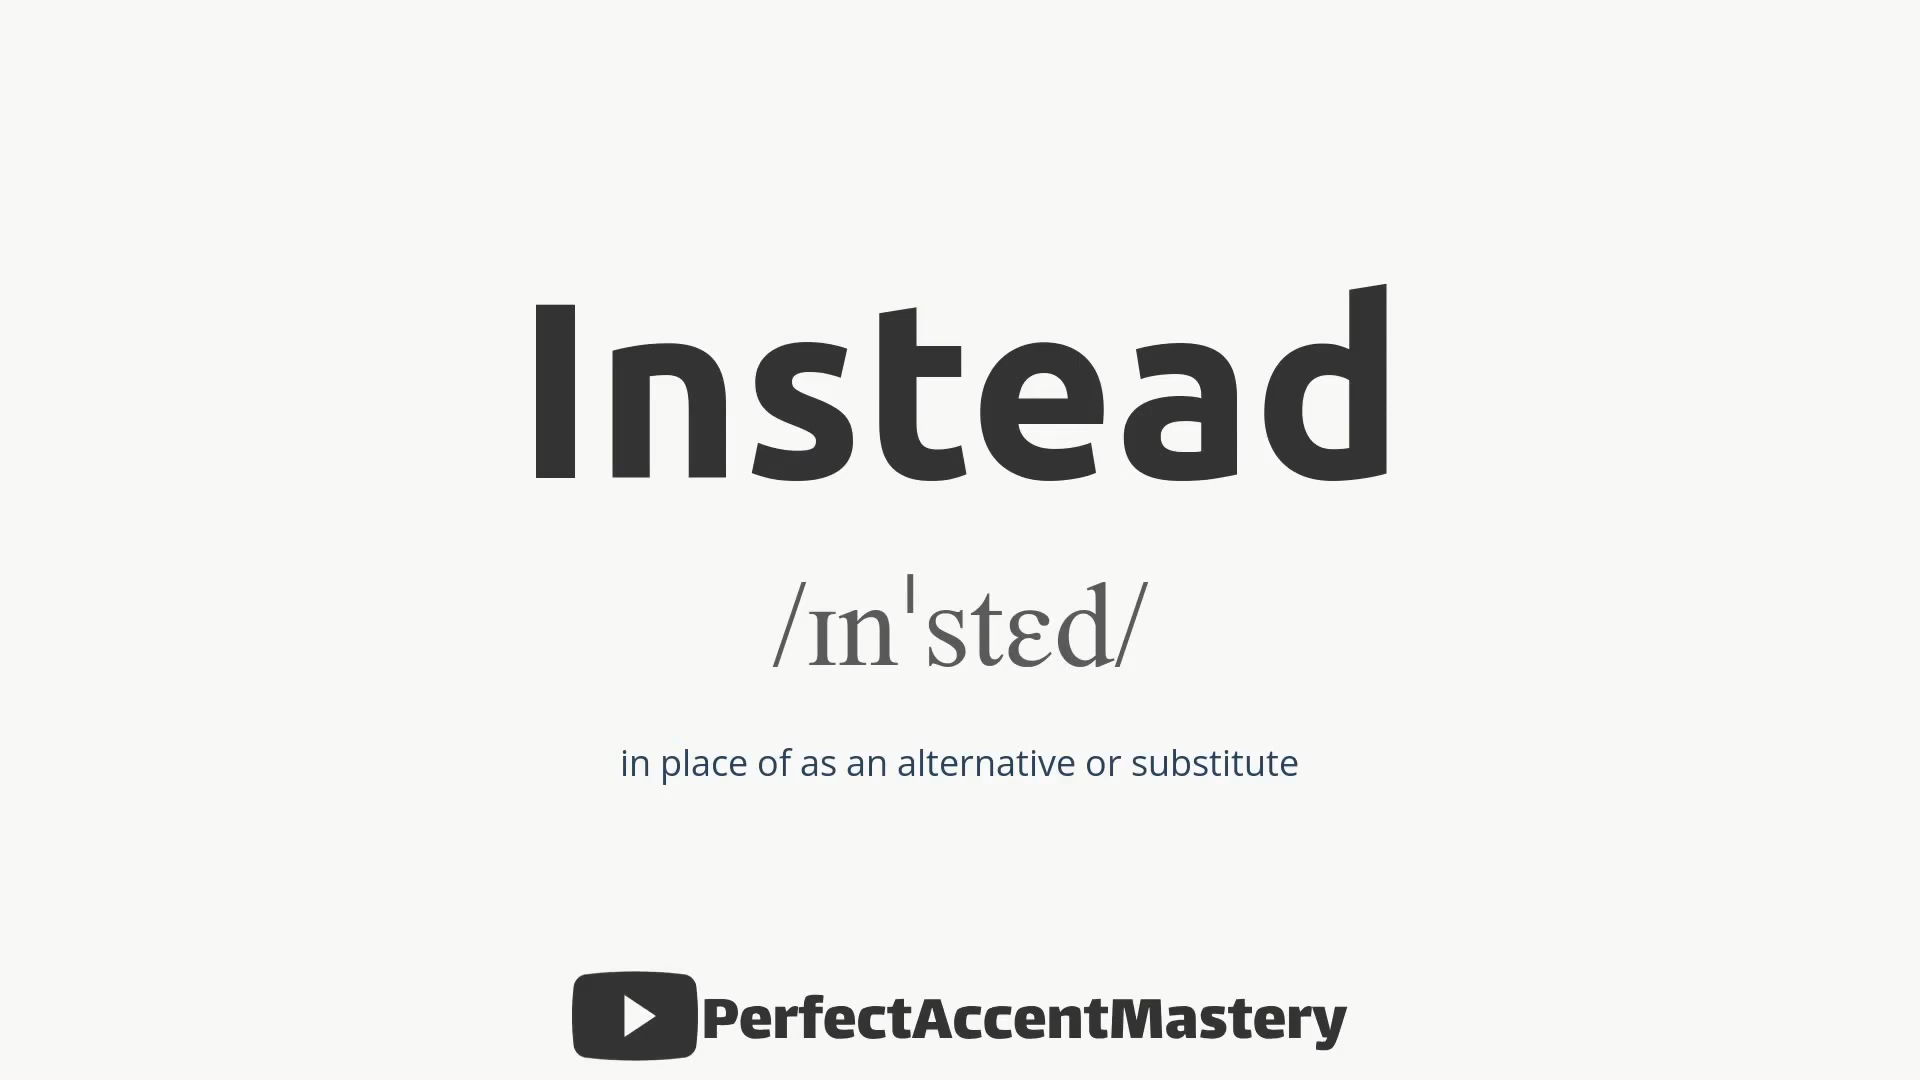 Instead
/ɪnˈstɛd/
in place of as an alternative or substitute
PerfectAccentMastery